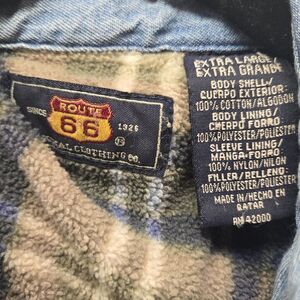 ROUTE
66
SINCE 1926
CLOTHING CO.
EXTRA LARGE/
EXTRA GRANDE
BODY SHELL/
CUERPO EXTERIOR:
100% COTTON/ALGODON
BODY LINING/
CUERPO FORRO:
100%POLYESTER/POLIESTER
SLEEVE LINING/
MANGA-FORRO
100% NYLON/NILON
FILLER/RELLENO:
100%POLYESTER/POLIESTER
MADE IN/HECHO EN
QATAR
RN 42000